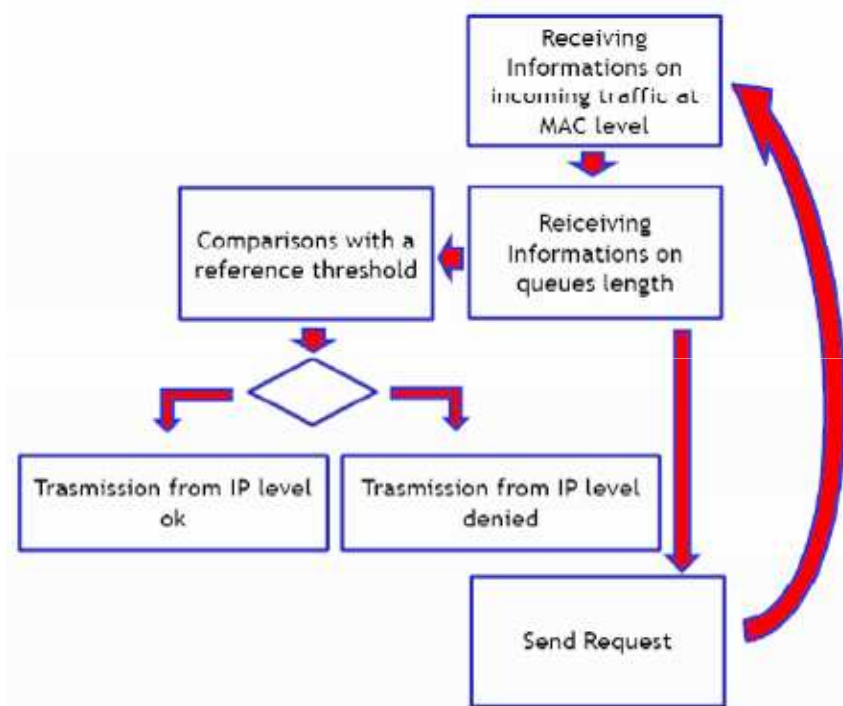 Receiving
Informations on
incoming traffic at
MAC level
Comparisons with a
reference threshold
Reiceiving
Informations on
queues length
Trasmission from IP level
ok
Trasmission from IP level
denied
Send Request